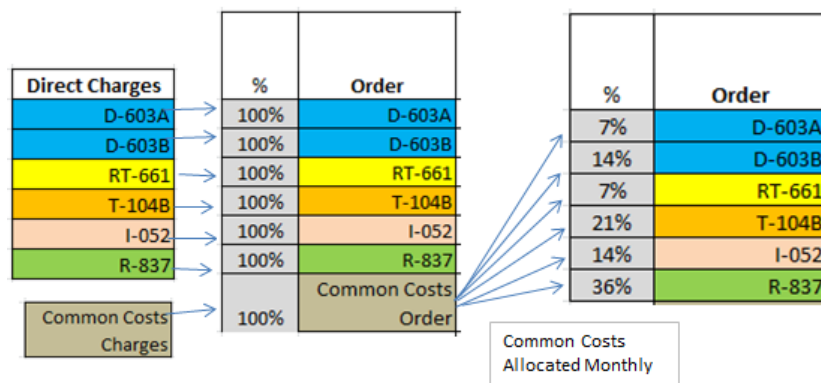 Direct Charges
D-603A
D-603B
RT-661
T-104B
I-052
R-837
Common Costs
Charges
% Order
100% D-603A
100% D-603B
100% RT-661
100% T-104B
100% I-052
100% R-837
Common Costs
100% Order
% Order
7% D-603A
14% D-603B
7% RT-661
21% T-104B
14% I-052
36% R-837
Common Costs
Allocated Monthly